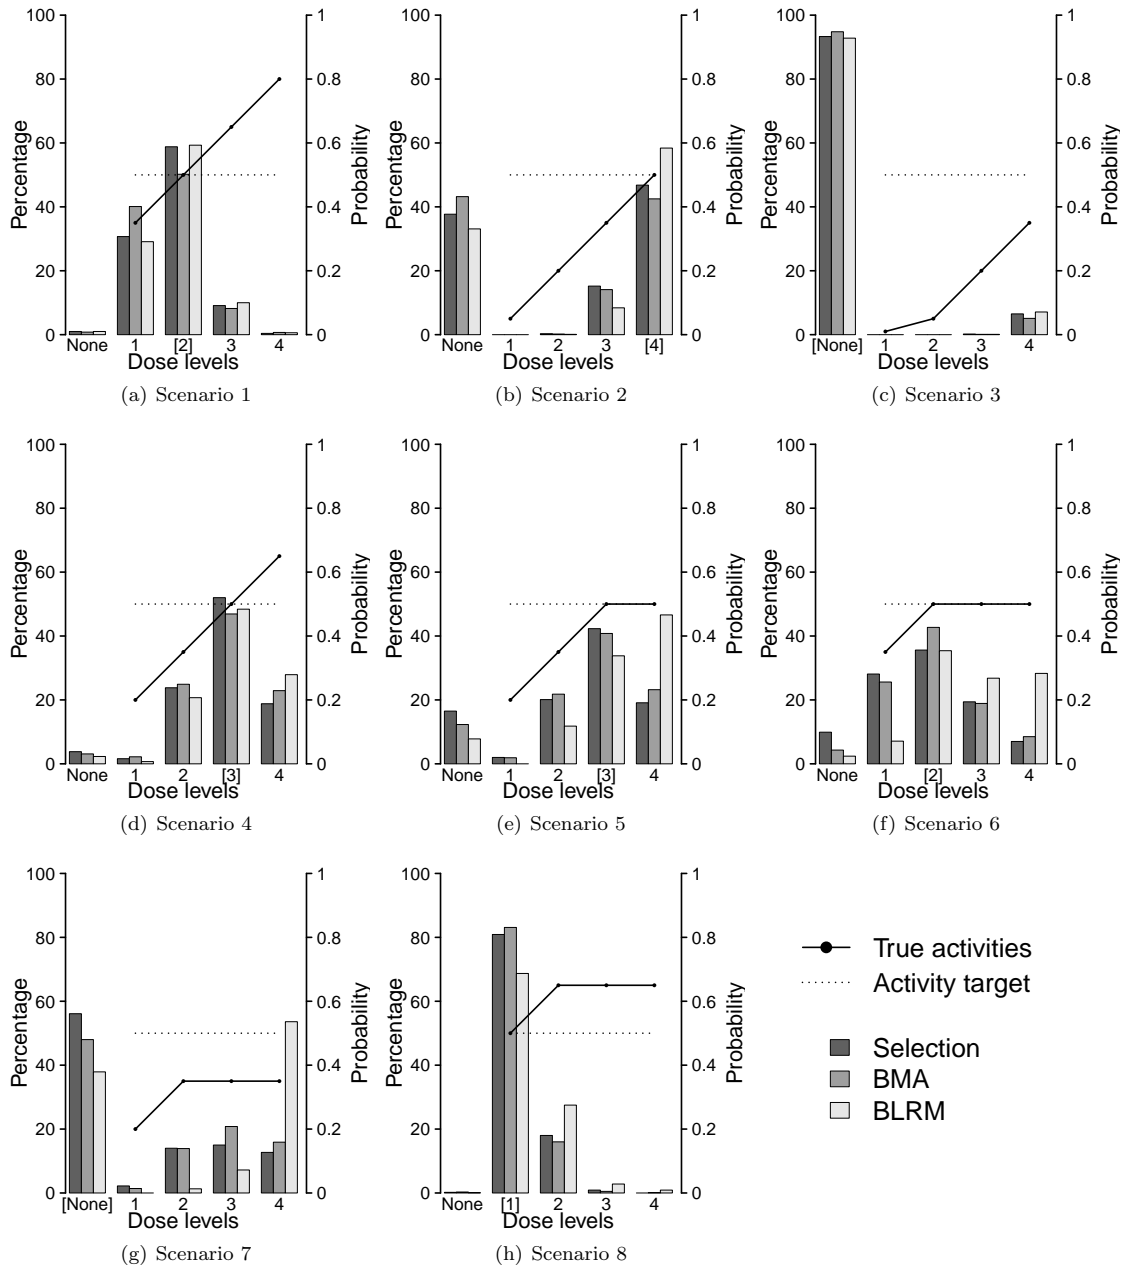 100
80
60
40
20
0
Percentage
1
0.8
0.6
0.4
0.2
0
Probability
None 1 [2] 3 4
Dose levels
(a) Scenario 1
100
80
60
40
20
0
Percentage
1
0.8
0.6
0.4
0.2
0
Probability
None 1 2 3 [4]
Dose levels
(b) Scenario 2
100
80
60
40
20
0
Percentage
1
0.8
0.6
0.4
0.2
0
Probability
[None] 1 2 3 4
Dose levels
(c) Scenario 3
100
80
60
40
20
0
Percentage
1
0.8
0.6
0.4
0.2
0
Probability
None 1 2 [3] 4
Dose levels
(d) Scenario 4
100
80
60
40
20
0
Percentage
1
0.8
0.6
0.4
0.2
0
Probability
None 1 2 [3] 4
Dose levels
(e) Scenario 5
100
80
60
40
20
0
Percentage
1
0.8
0.6
0.4
0.2
0
Probability
None 1 [2] 3 4
Dose levels
(f) Scenario 6
100
80
60
40
20
0
Percentage
1
0.8
0.6
0.4
0.2
0
Probability
[None] 1 2 3 4
Dose levels
(g) Scenario 7
100
80
60
40
20
0
Percentage
1
0.8
0.6
0.4
0.2
0
Probability
None [1] 2 3 4
Dose levels
(h) Scenario 8
True activities
Activity target
Selection
BMA
BLRM